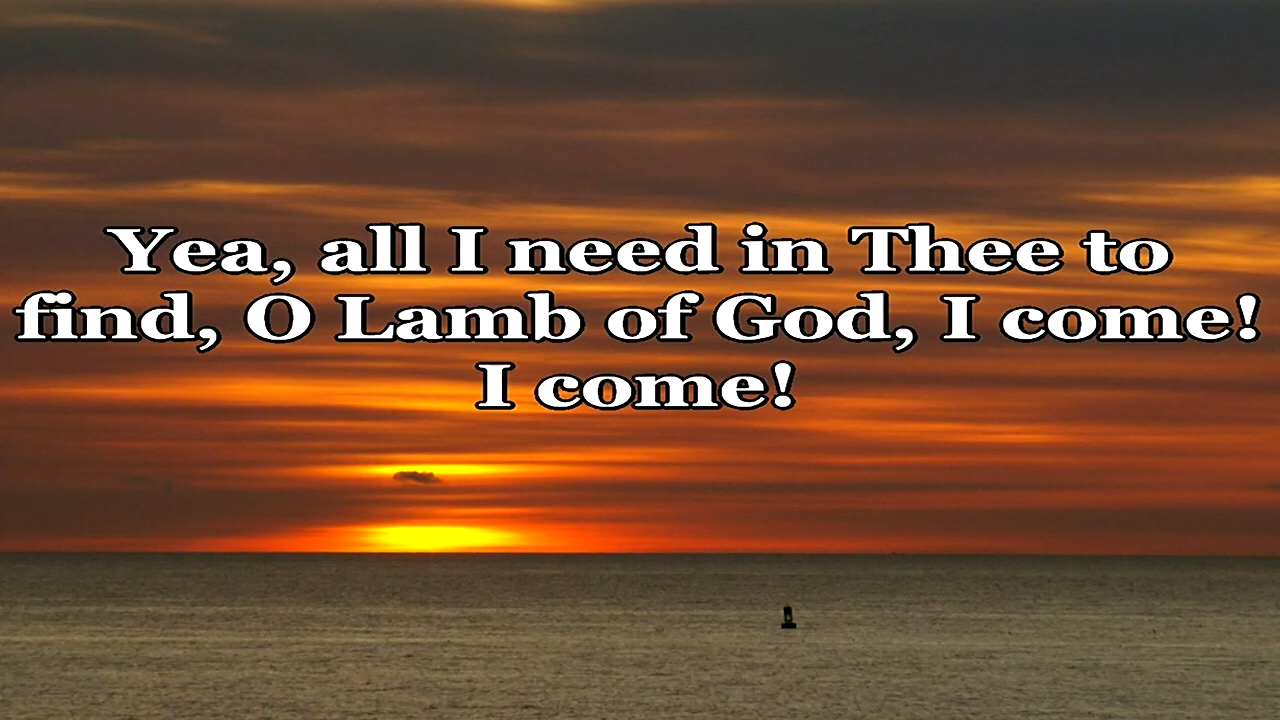 Yea, all I need in Thee to
find, O Lamb of God, I come!
I come!